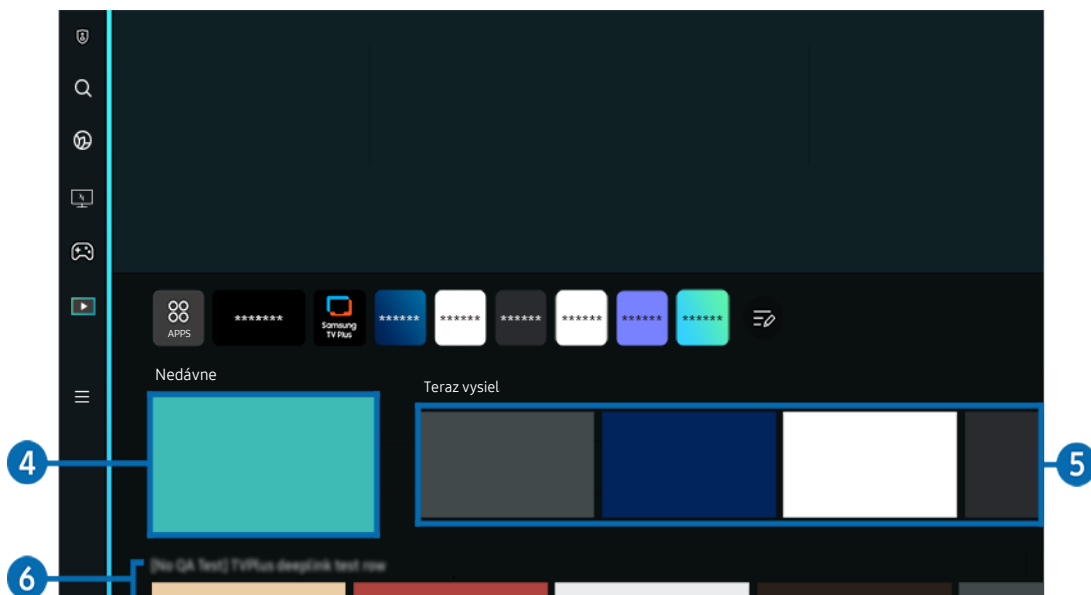 APPS
*******
Samsung
TV Plus
******
******
******
******
******
******
Nedávne
Teraz vysiel
4
5
[No QA Test] TVPlus deeplink test row
6